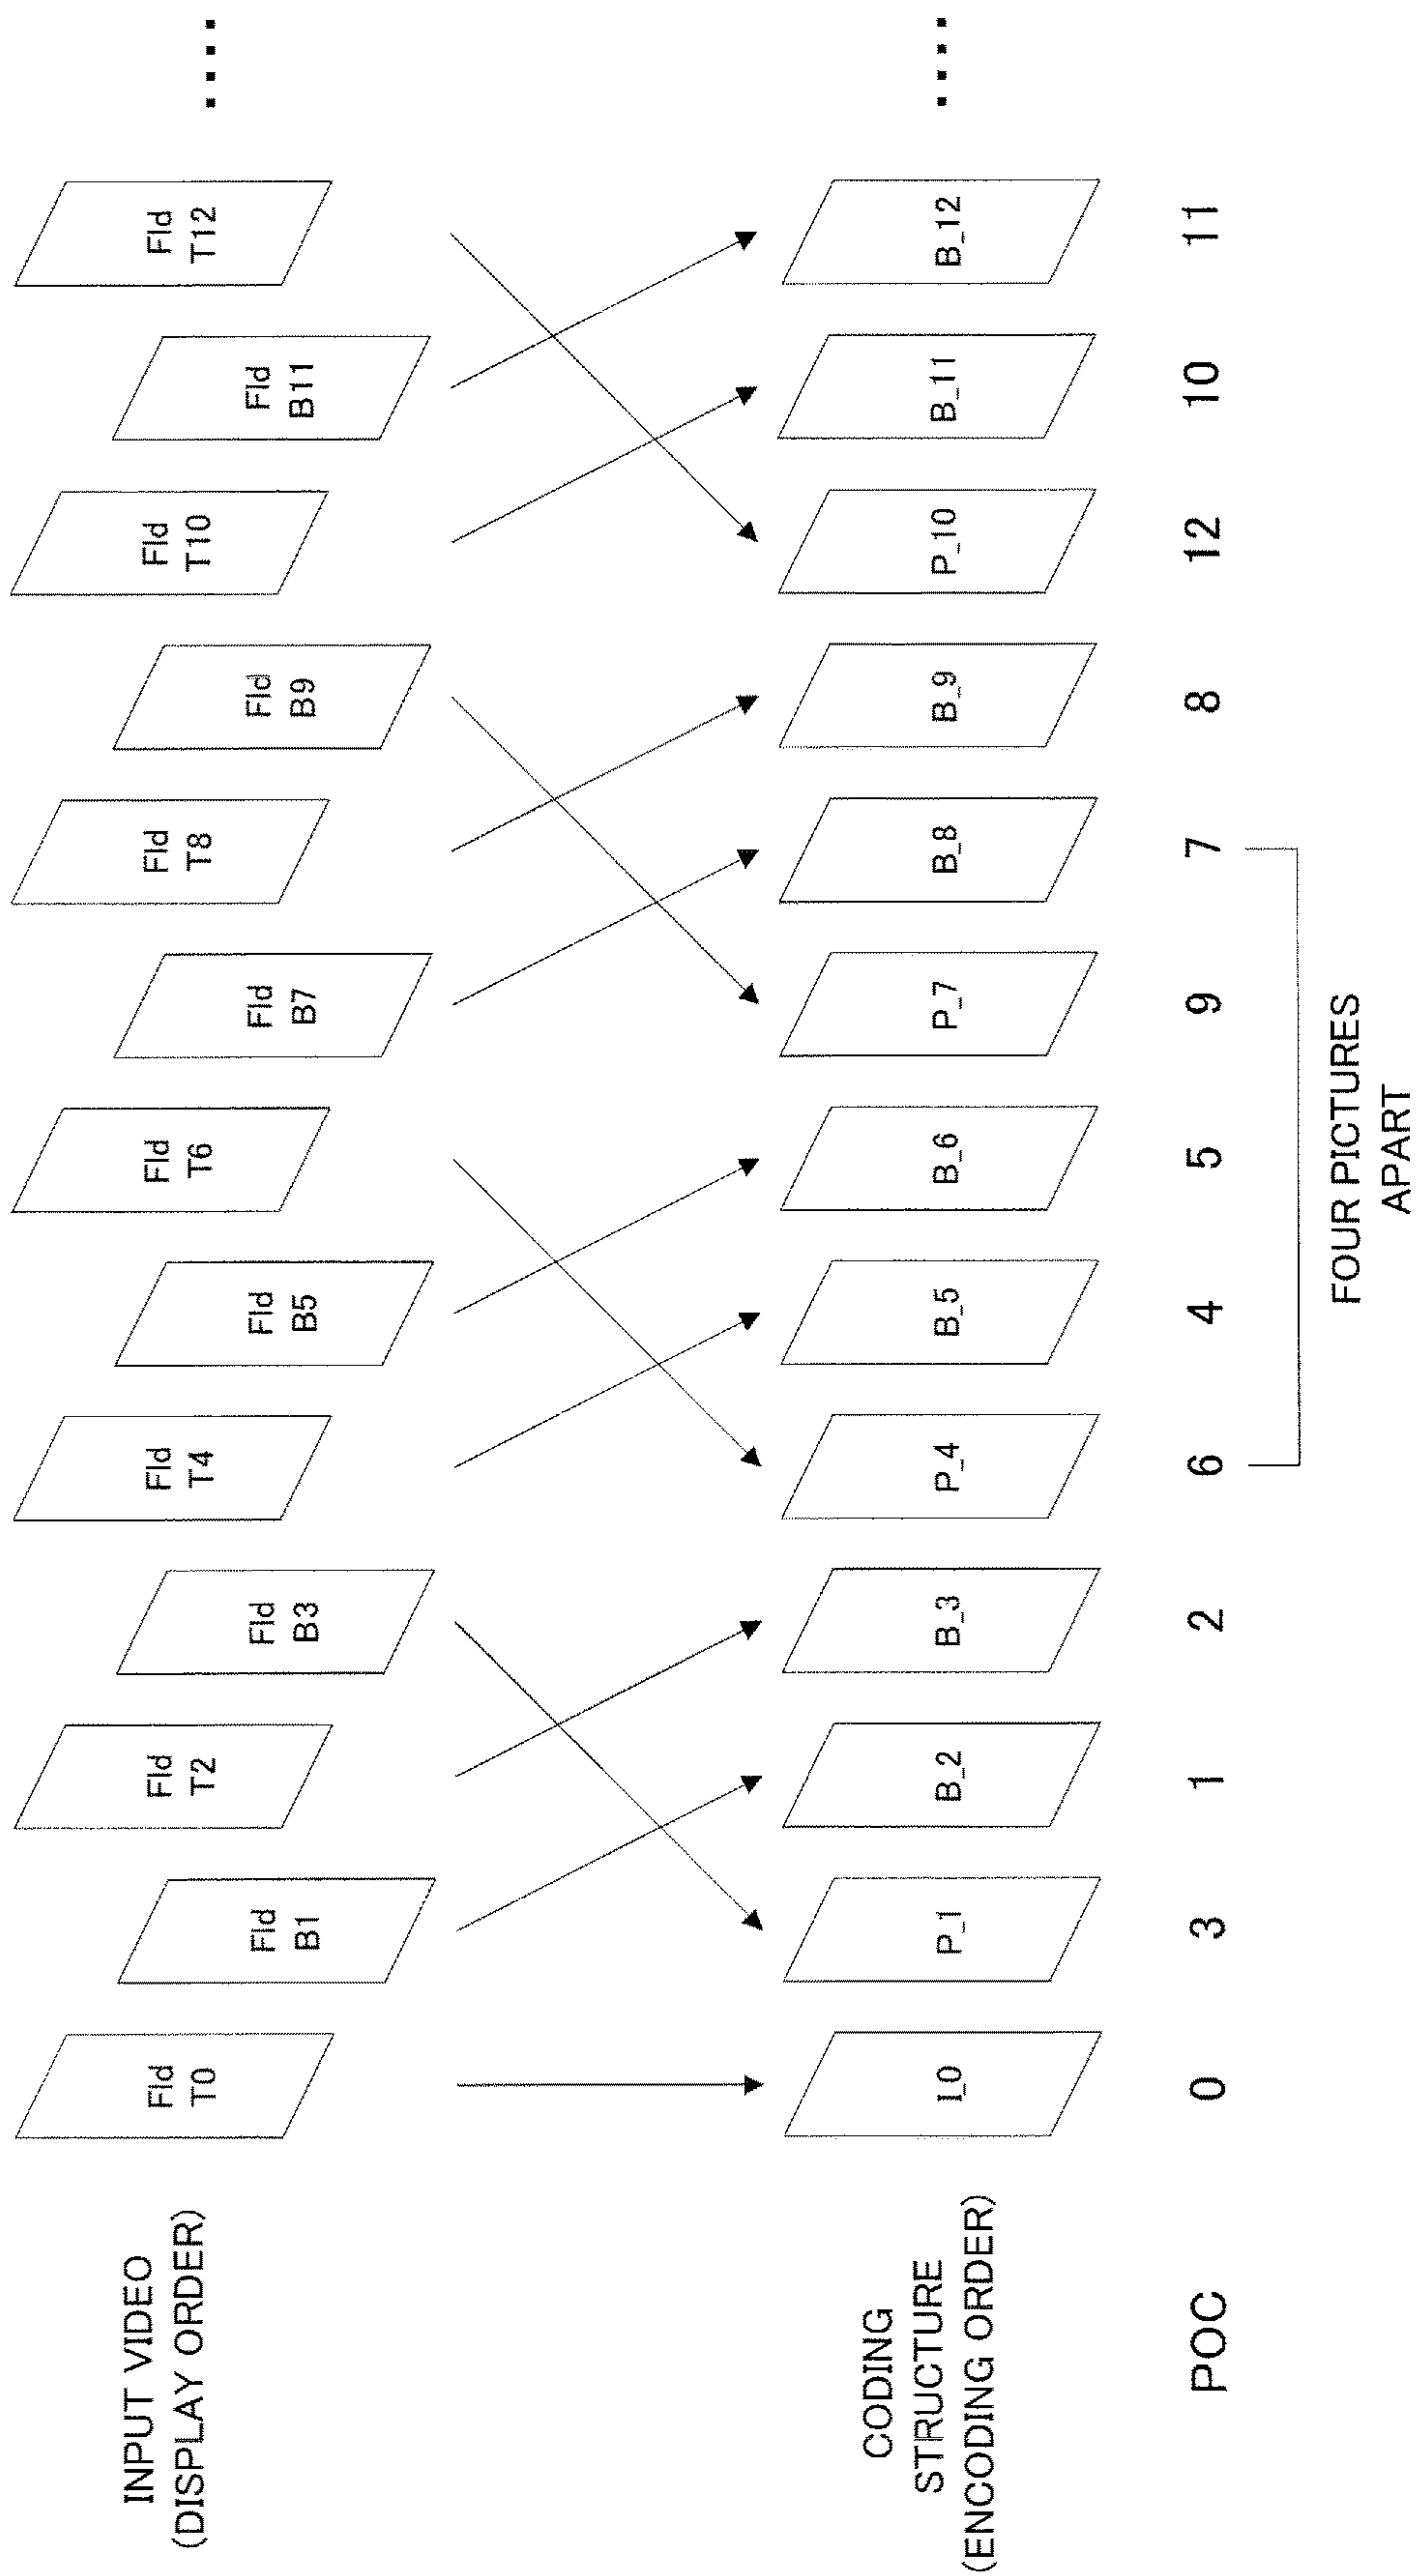 INPUT VIDEO
(DISPLAY ORDER)
Fld
T0
Fld
B1
Fld
T2
Fld
B3
Fld
T4
Fld
B5
Fld
T6
Fld
B7
Fld
T8
Fld
B9
Fld
T10
Fld
B11
Fld
T12
CODING
STRUCTURE
(ENCODING ORDER)
I_0
P_1
B_2
B_3
P_4
B_5
B_6
P_7
B_8
B_9
P_10
B_11
B_12
POC
0
3
1
2
6
4
5
9
7
8
12
10
11
FOUR PICTURES
APART